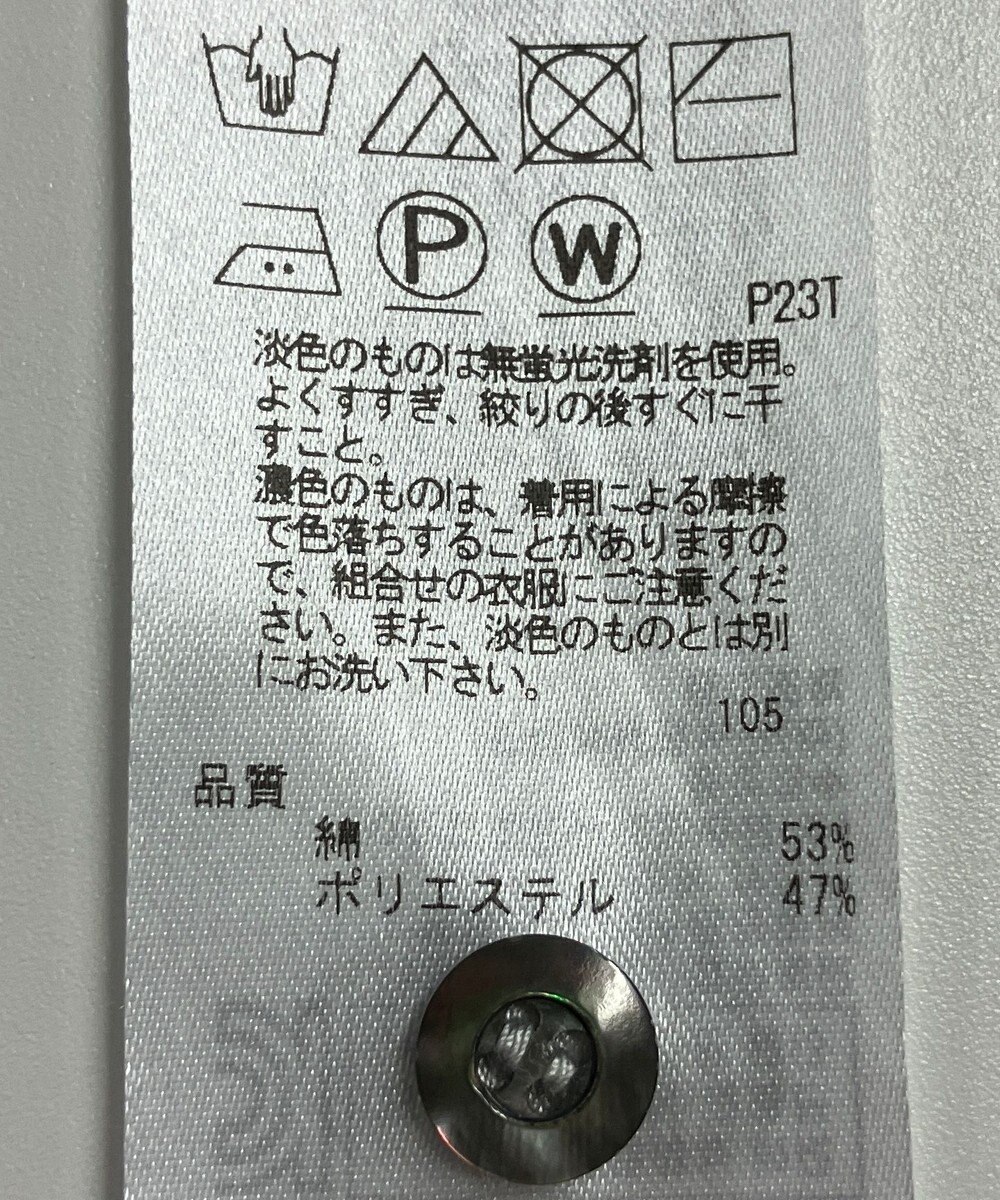 P
W
P23T
淡色のものは無蛍光洗剤を使用。
よくすすぎ、絞りの後すぐに干
すこと。
濃色のものは、着用による摩擦
で色落ちすることがありますの
で、組合せの衣服にご注意くだ
さい。また、淡色のものとは別
にお洗い下さい。
105
品質
綿 53%
ポリエステル 47%